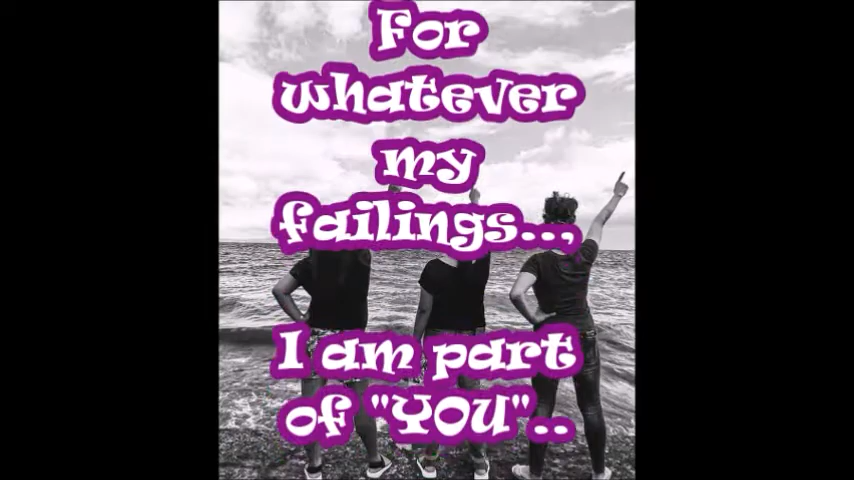 For
whatever
my
failings...,
I am part
of "YOU"..